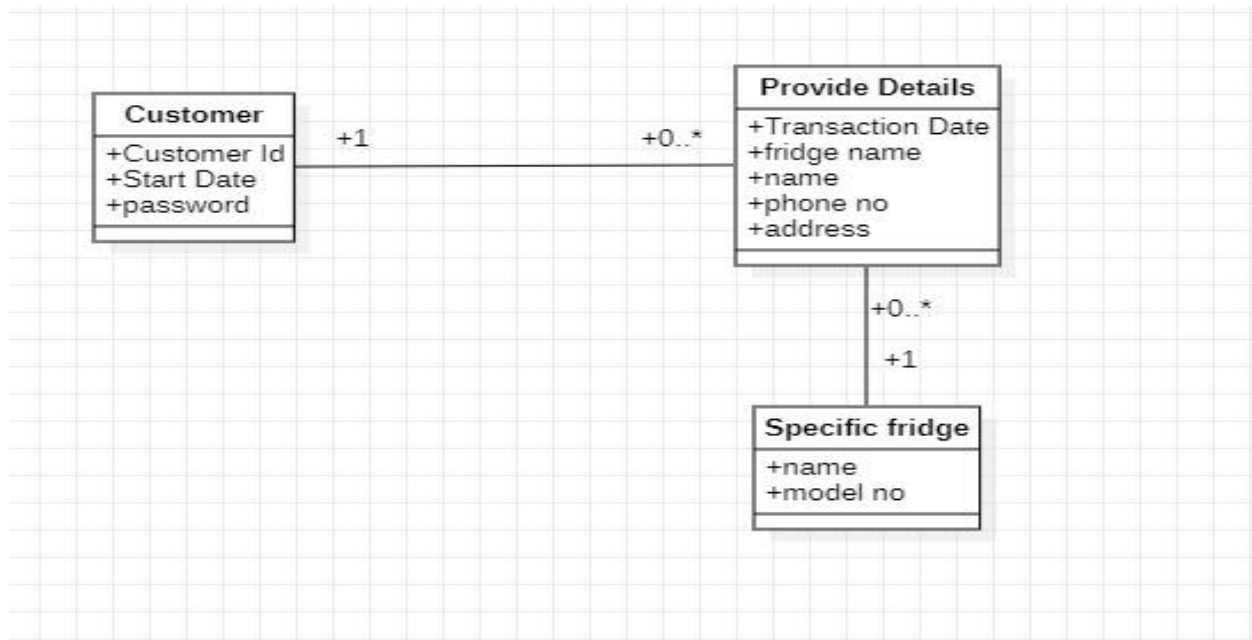 Customer
+Customer Id
+Start Date
+password
+1
+0..*
Provide Details
+Transaction Date
+fridge name
+name
+phone no
+address
+0..*
+1
Specific fridge
+name
+model no